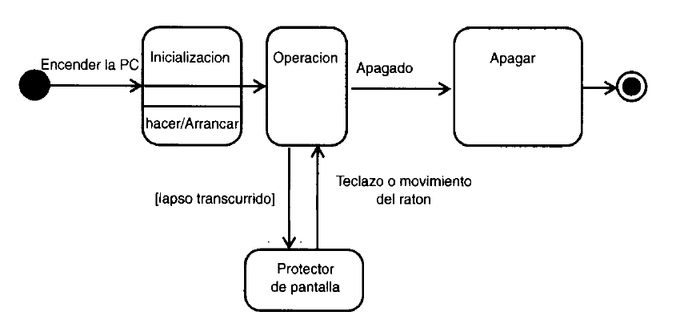 Encender la PC
Inicializacion
hacer/Arrancar
Operacion
Apagado
Apagar
[lapso transcurrido]
Teclazo o movimiento
del raton
Protector
de pantalla